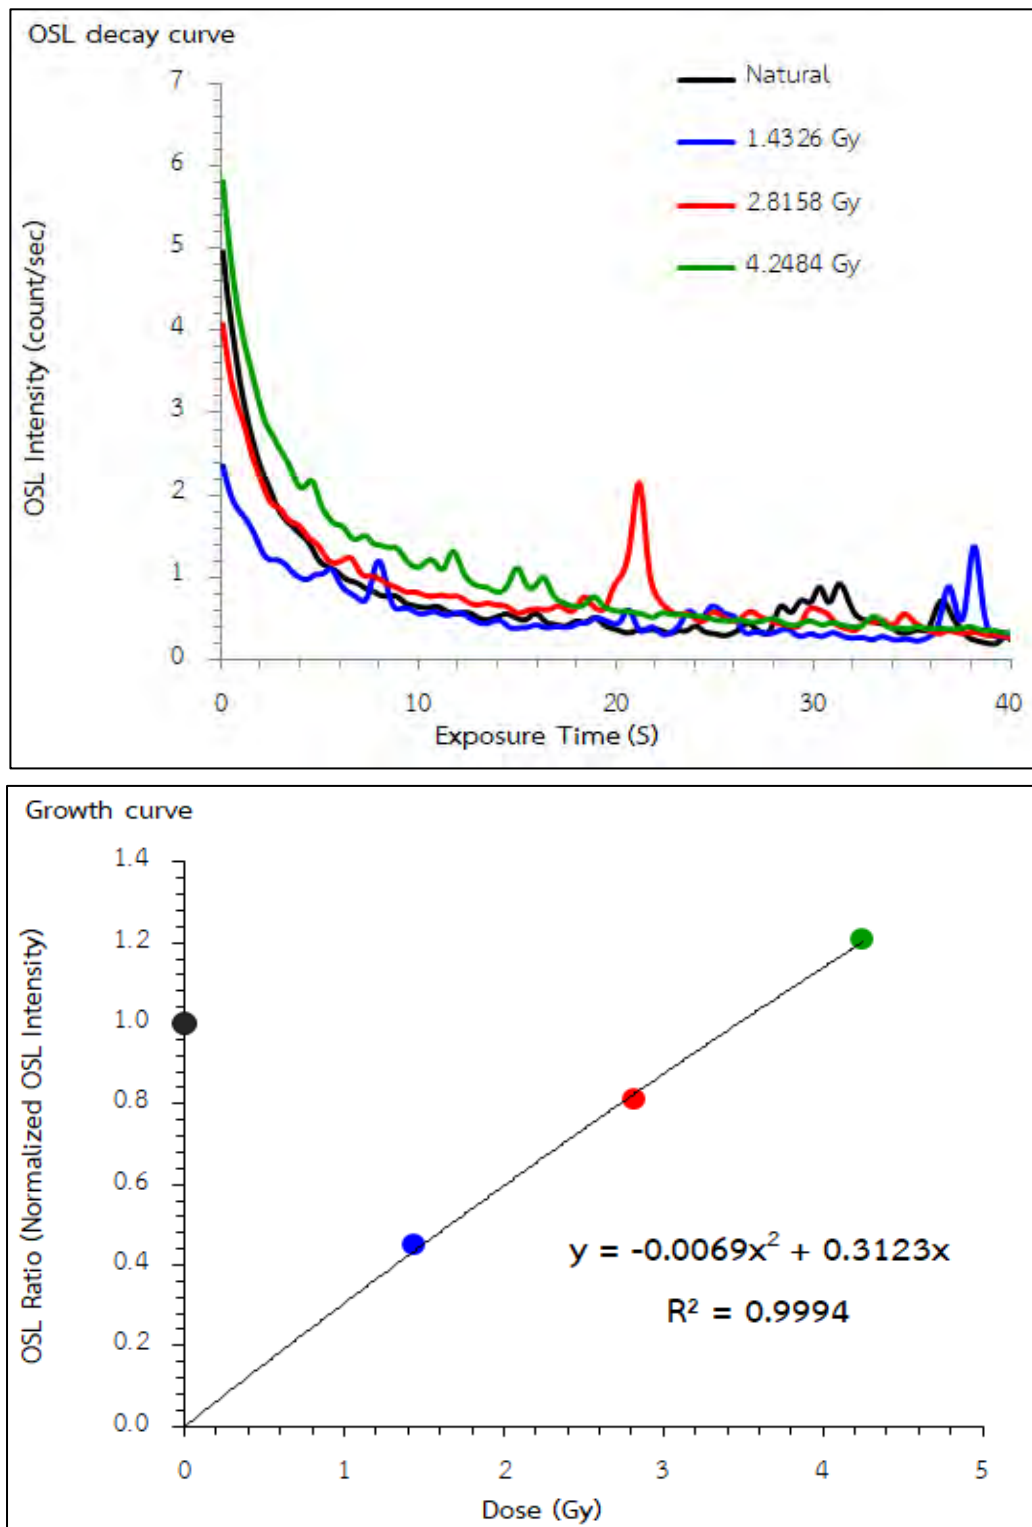 OSL decay curve
7
6
5
4
3
2
1
0
OSL Intensity (count/sec)
Natural
1.4326 Gy
2.8158 Gy
4.2484 Gy
0 10 20 30 40
Exposure Time (S)
Growth curve
1.4
1.2
1.0
0.8
0.6
0.4
0.2
0.0
OSL Ratio (Normalized OSL Intensity)
y = -0.0069x² + 0.3123x
R² = 0.9994
0 1 2 3 4 5
Dose (Gy)